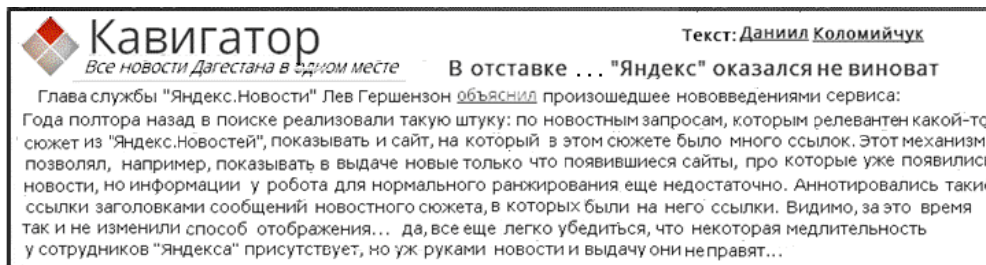 Кавигатор
Текст: Даниил Коломийчук
Все новости Дагестана в одном месте
В отставке ... "Яндекс" оказался не виноват
Глава службы "Яндекс.Новости" Лев Гершензон объяснил произошедшее нововведениями сервиса:
Года полтора назад в поиске реализовали такую штуку: по новостным запросам, которым релевантен какой-то
сюжет из "Яндекс.Новостей", показывать и сайт, на который в этом сюжете было много ссылок. Этот механизм
позволял, например, показывать в выдаче новые только что появившиеся сайты, про которые уже появились
новости, но информации у робота для нормального ранжирования еще недостаточно. Аннотировались такие
ссылки заголовками сообщений новостного сюжета, в которых были на него ссылки. Видимо, за это время
так и не изменили способ отображения... да, все еще легко убедиться, что некоторая медлительность
у сотрудников "Яндекса" присутствует, но уж руками новости и выдачу они не правят...